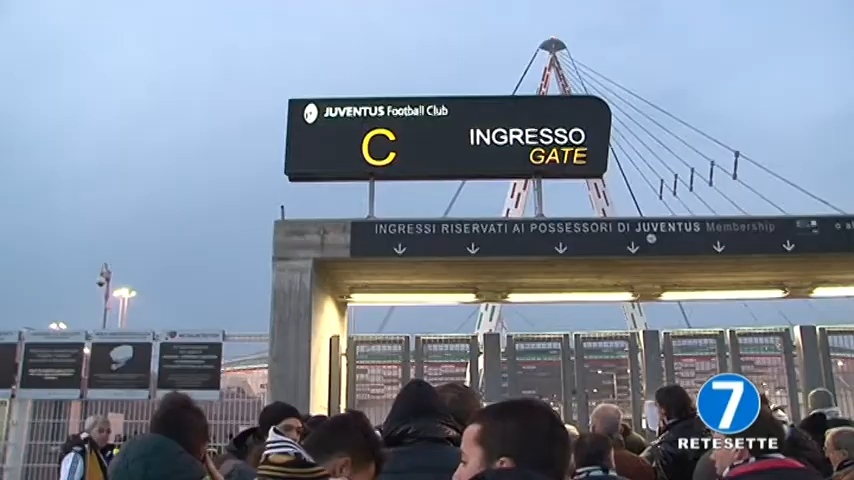 JUVENTUS Football Club
C
INGRESSO
GATE
INGRESSI RISERVATI AI POSSESSORI DI JUVENTUS Membership
7
RETESETTE